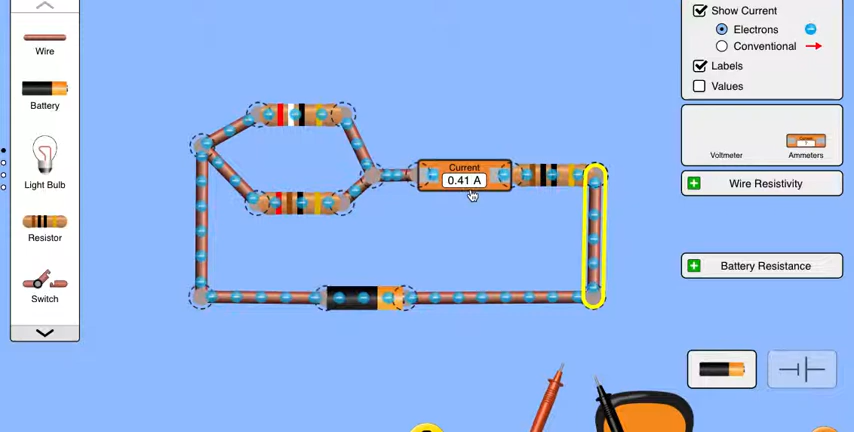 Wire
Battery
Light Bulb
Resistor
Switch
Current
0.41 A
Show Current
Electrons
Conventional
Labels
Values
Voltmeter
Ammeters
Wire Resistivity
Battery Resistance